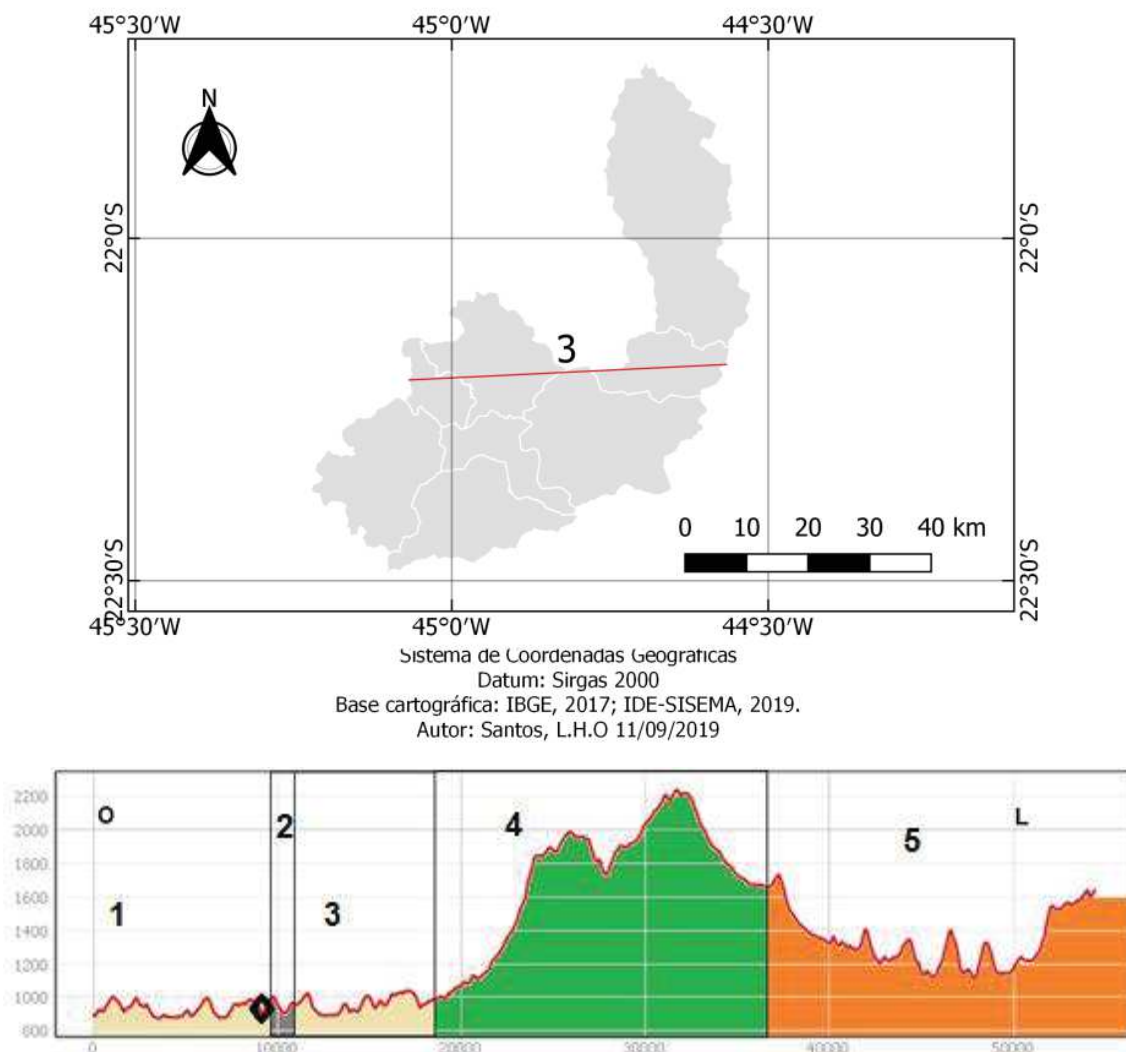 45°30'W 45°0'W 44°30'W
N
22°0'S 22°0'S
3
0 10 20 30 40 km
22°30'S 22°30'S
45°30'W 45°0'W 44°30'W
Sistema de Coordenadas Geográficas
Datum: Sirgas 2000
Base cartográfica: IBGE, 2017; IDE-SISEMA, 2019.
Autor: Santos, L.H.O 11/09/2019
2200
O 2 4 L
2000
1800 5
1600
1 3
1400
1200
1000
800
0 10000 20000 30000 40000 50000